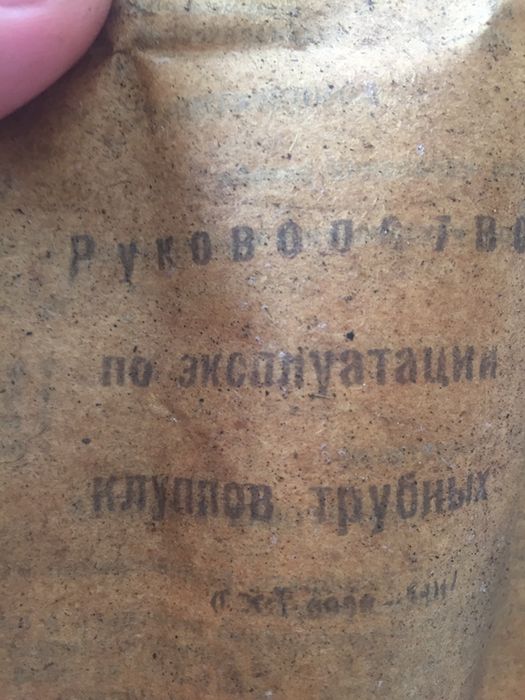 Руководство
по эксплуатации
клуппов трубных